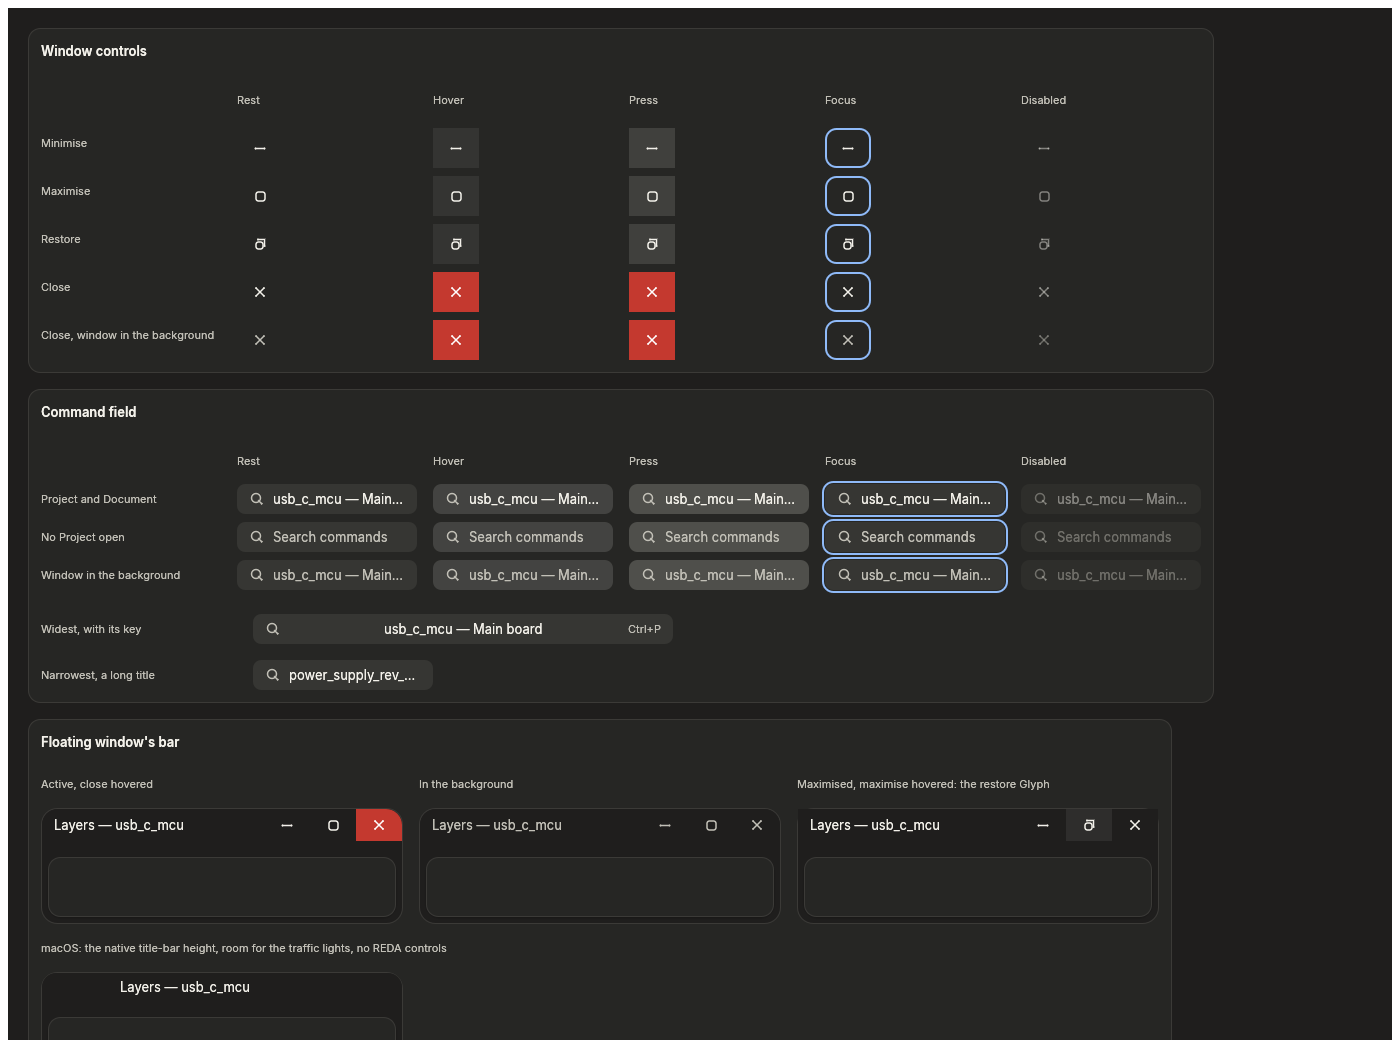 Window controls
Rest Hover Press Focus Disabled
Minimise
Maximise
Restore
Close
Close, window in the background
Command field
Rest Hover Press Focus Disabled
Project and Document usb_c_mcu — Main... usb_c_mcu — Main... usb_c_mcu — Main... usb_c_mcu — Main... usb_c_mcu — Main...
No Project open Search commands Search commands Search commands Search commands Search commands
Window in the background usb_c_mcu — Main... usb_c_mcu — Main... usb_c_mcu — Main... usb_c_mcu — Main... usb_c_mcu — Main...
Widest, with its key usb_c_mcu — Main board Ctrl+P
Narrowest, a long title power_supply_rev_...
Floating window's bar
Active, close hovered In the background Maximised, maximise hovered: the restore Glyph
Layers — usb_c_mcu Layers — usb_c_mcu Layers — usb_c_mcu
macOS: the native title-bar height, room for the traffic lights, no REDA controls
Layers — usb_c_mcu